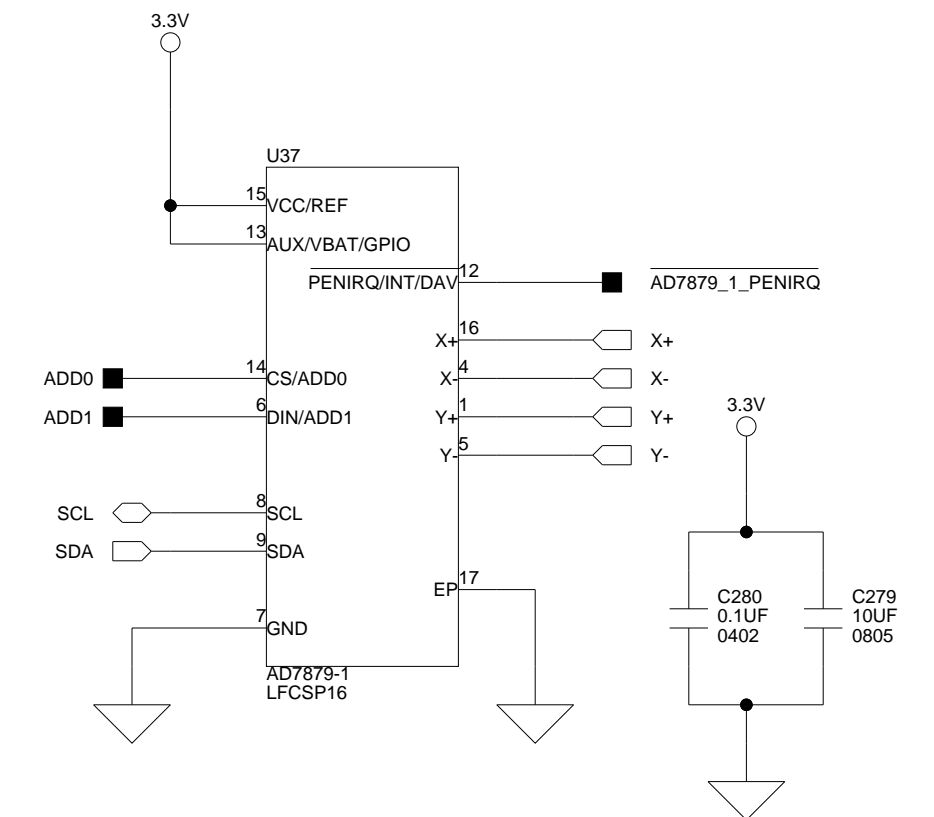 3.3V
U37
15
VCC/REF
13
AUX/VBAT/GPIO
PENIRQ/INT/DAV
12
AD7879_1_PENIRQ
X+
16
X+
ADD0
14
CS/ADD0
X-
4
X-
ADD1
6
DIN/ADD1
Y+
1
Y+
Y-
5
Y-
SCL
8
SCL
SDA
9
SDA
EP
17
7
GND
AD7879-1
LFCSP16
3.3V
C280
0.1UF
0402
C279
10UF
0805